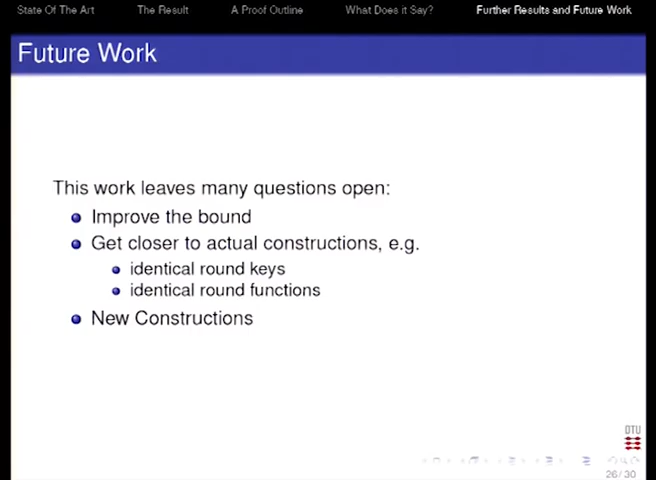 State Of The Art The Result A Proof Outline What Does it Say? Further Results and Future Work
Future Work
This work leaves many questions open:
Improve the bound
Get closer to actual constructions, e.g.
identical round keys
identical round functions
New Constructions
DTU
26/30